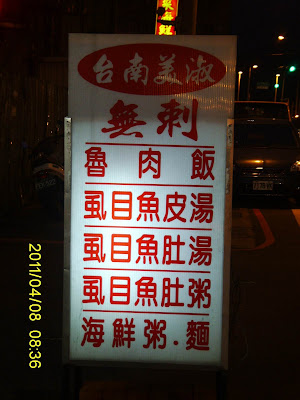 台南美淑
無刺
魯肉飯
虱目魚皮湯
虱目魚肚湯
虱目魚肚粥
海鮮粥.麵
2011/04/08 08:36